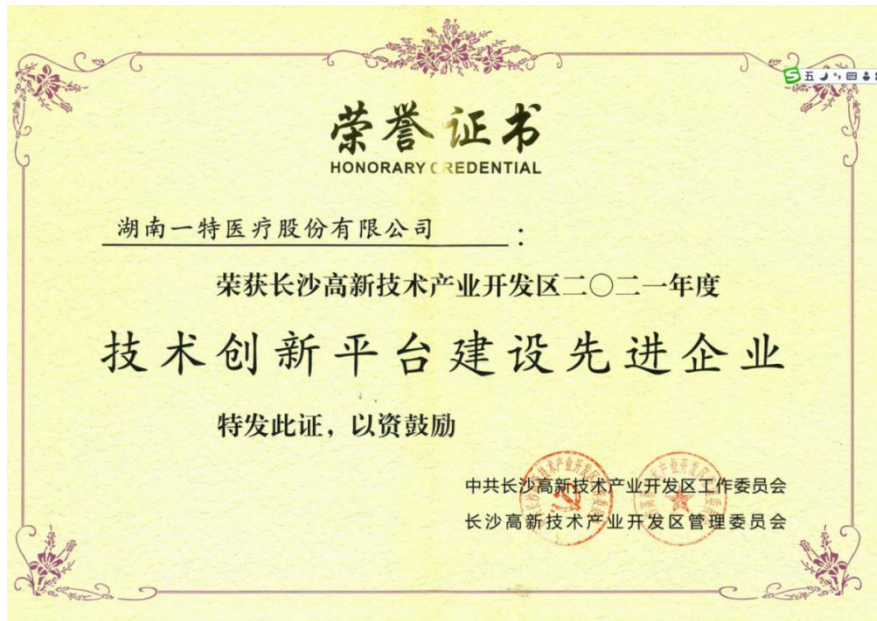 荣誉证书
HONORARY CREDENTIAL
湖南一特医疗股份有限公司：
荣获长沙高新技术产业开发区二〇二一年度
技术创新平台建设先进企业
特发此证，以资鼓励
中共长沙高新技术产业开发区工作委员会
长沙高新技术产业开发区管理委员会
五